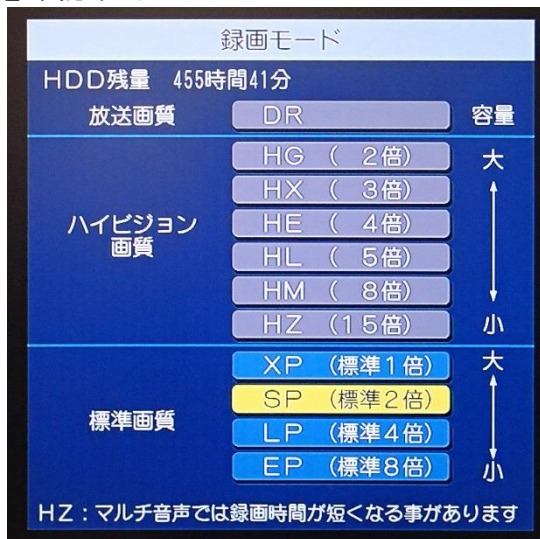 録画モード
HDD残量 455時間41分
放送画質 DR 容量
HG ( 2倍) 大
HX ( 3倍)
HE ( 4倍)
ハイビジョン
画質
HL ( 5倍)
HM ( 8倍)
HZ (15倍) 小
XP (標準1倍) 大
SP (標準2倍)
標準画質
LP (標準4倍)
EP (標準8倍) 小
HZ:マルチ音声では録画時間が短くなる事があります